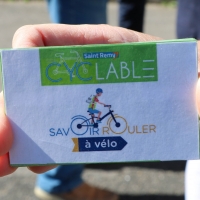 Saint Remy
CYCLABLE
SAVOIR ROULER
à vélo